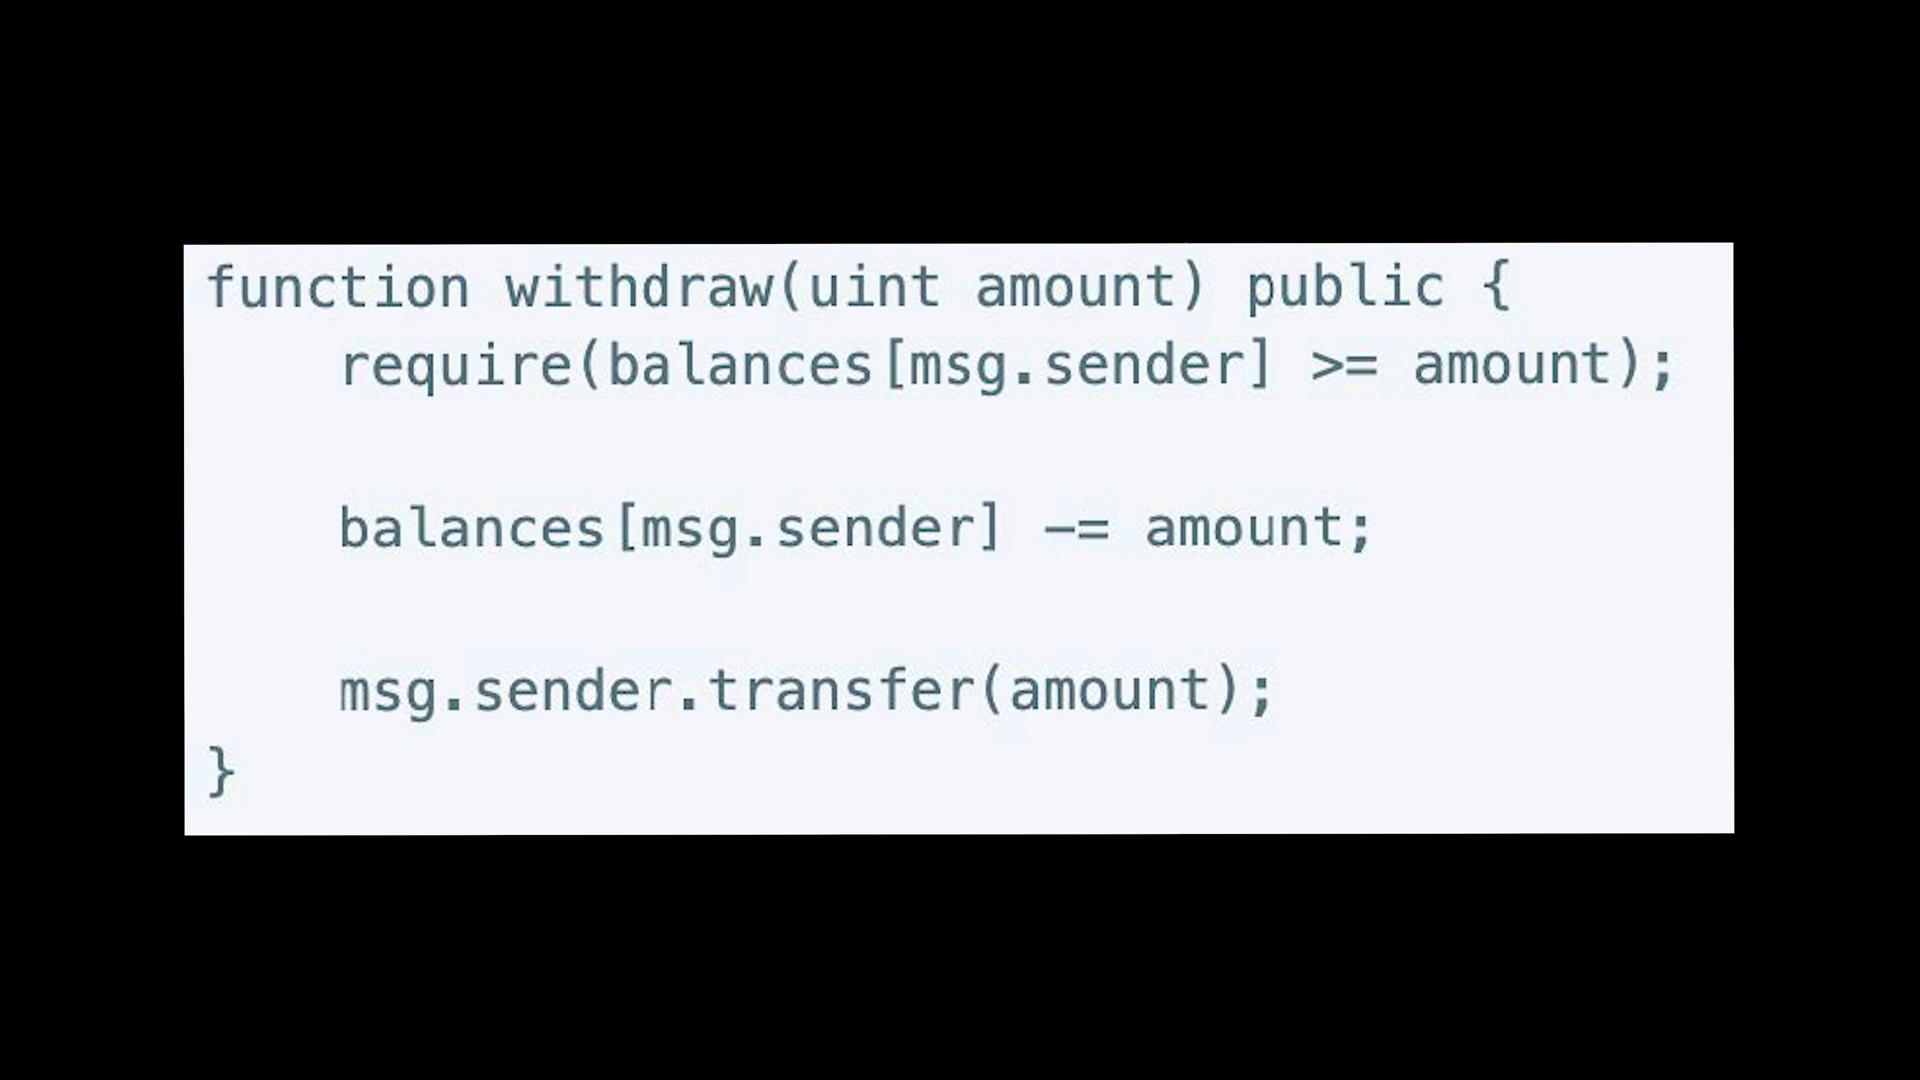 function withdraw(uint amount) public {
    require(balances[msg.sender] >= amount);

    balances[msg.sender] -= amount;

    msg.sender.transfer(amount);
}